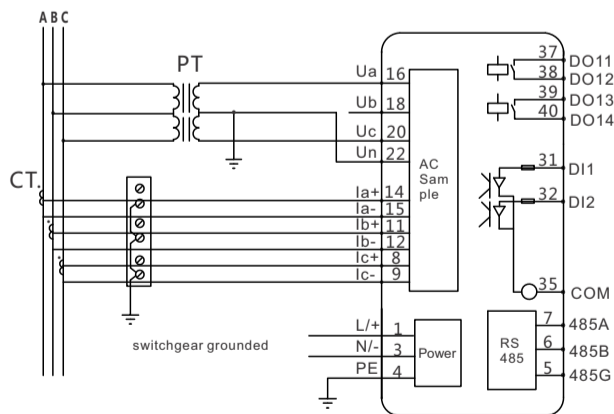 A B C
PT
CT.
Ua 16
Ub 18
Uc 20
Un 22
Ia+ 14
Ia- 15
Ib+ 11
Ib- 12
Ic+ 8
Ic- 9
AC
Sam
ple
switchgear grounded
L/+ 1
N/- 3
PE 4
Power
37 DO11
38 DO12
39 DO13
40 DO14
31 DI1
32 DI2
35 COM
RS
485
7 485A
6 485B
5 485G